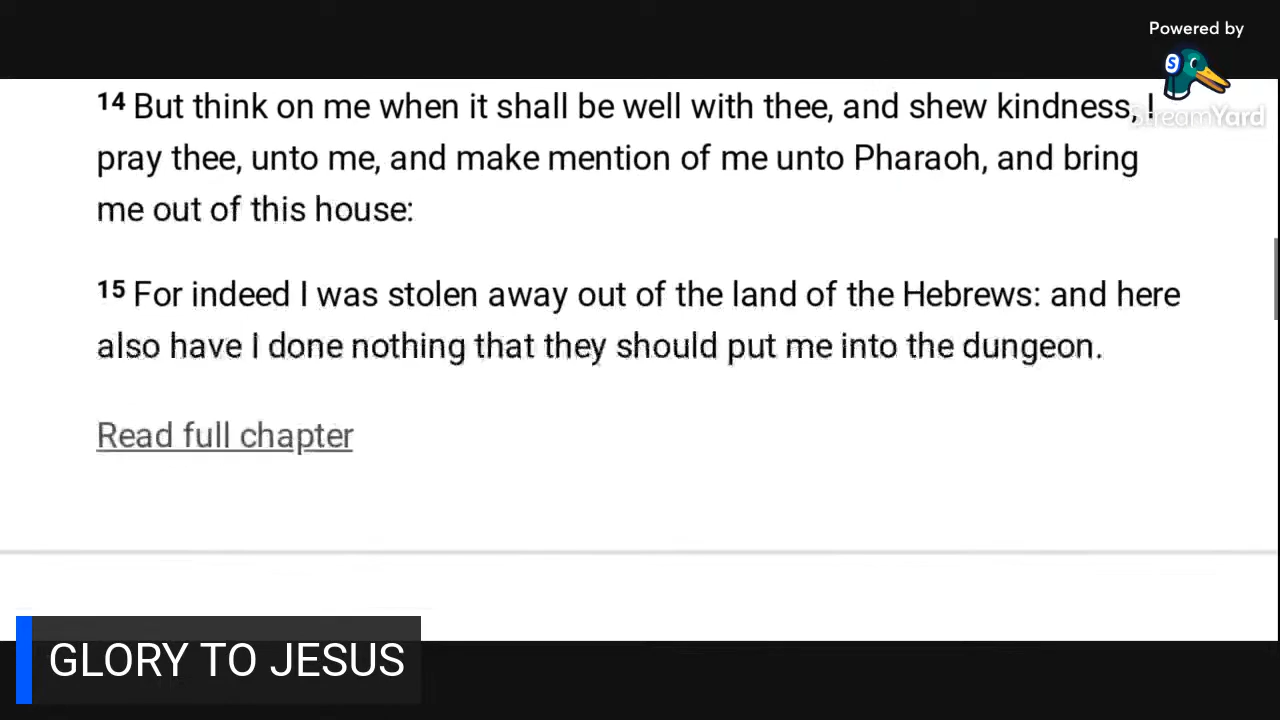 Powered by
S
StreamYard
14 But think on me when it shall be well with thee, and shew kindness, I
pray thee, unto me, and make mention of me unto Pharaoh, and bring
me out of this house:
15 For indeed I was stolen away out of the land of the Hebrews: and here
also have I done nothing that they should put me into the dungeon.
Read full chapter
GLORY TO JESUS